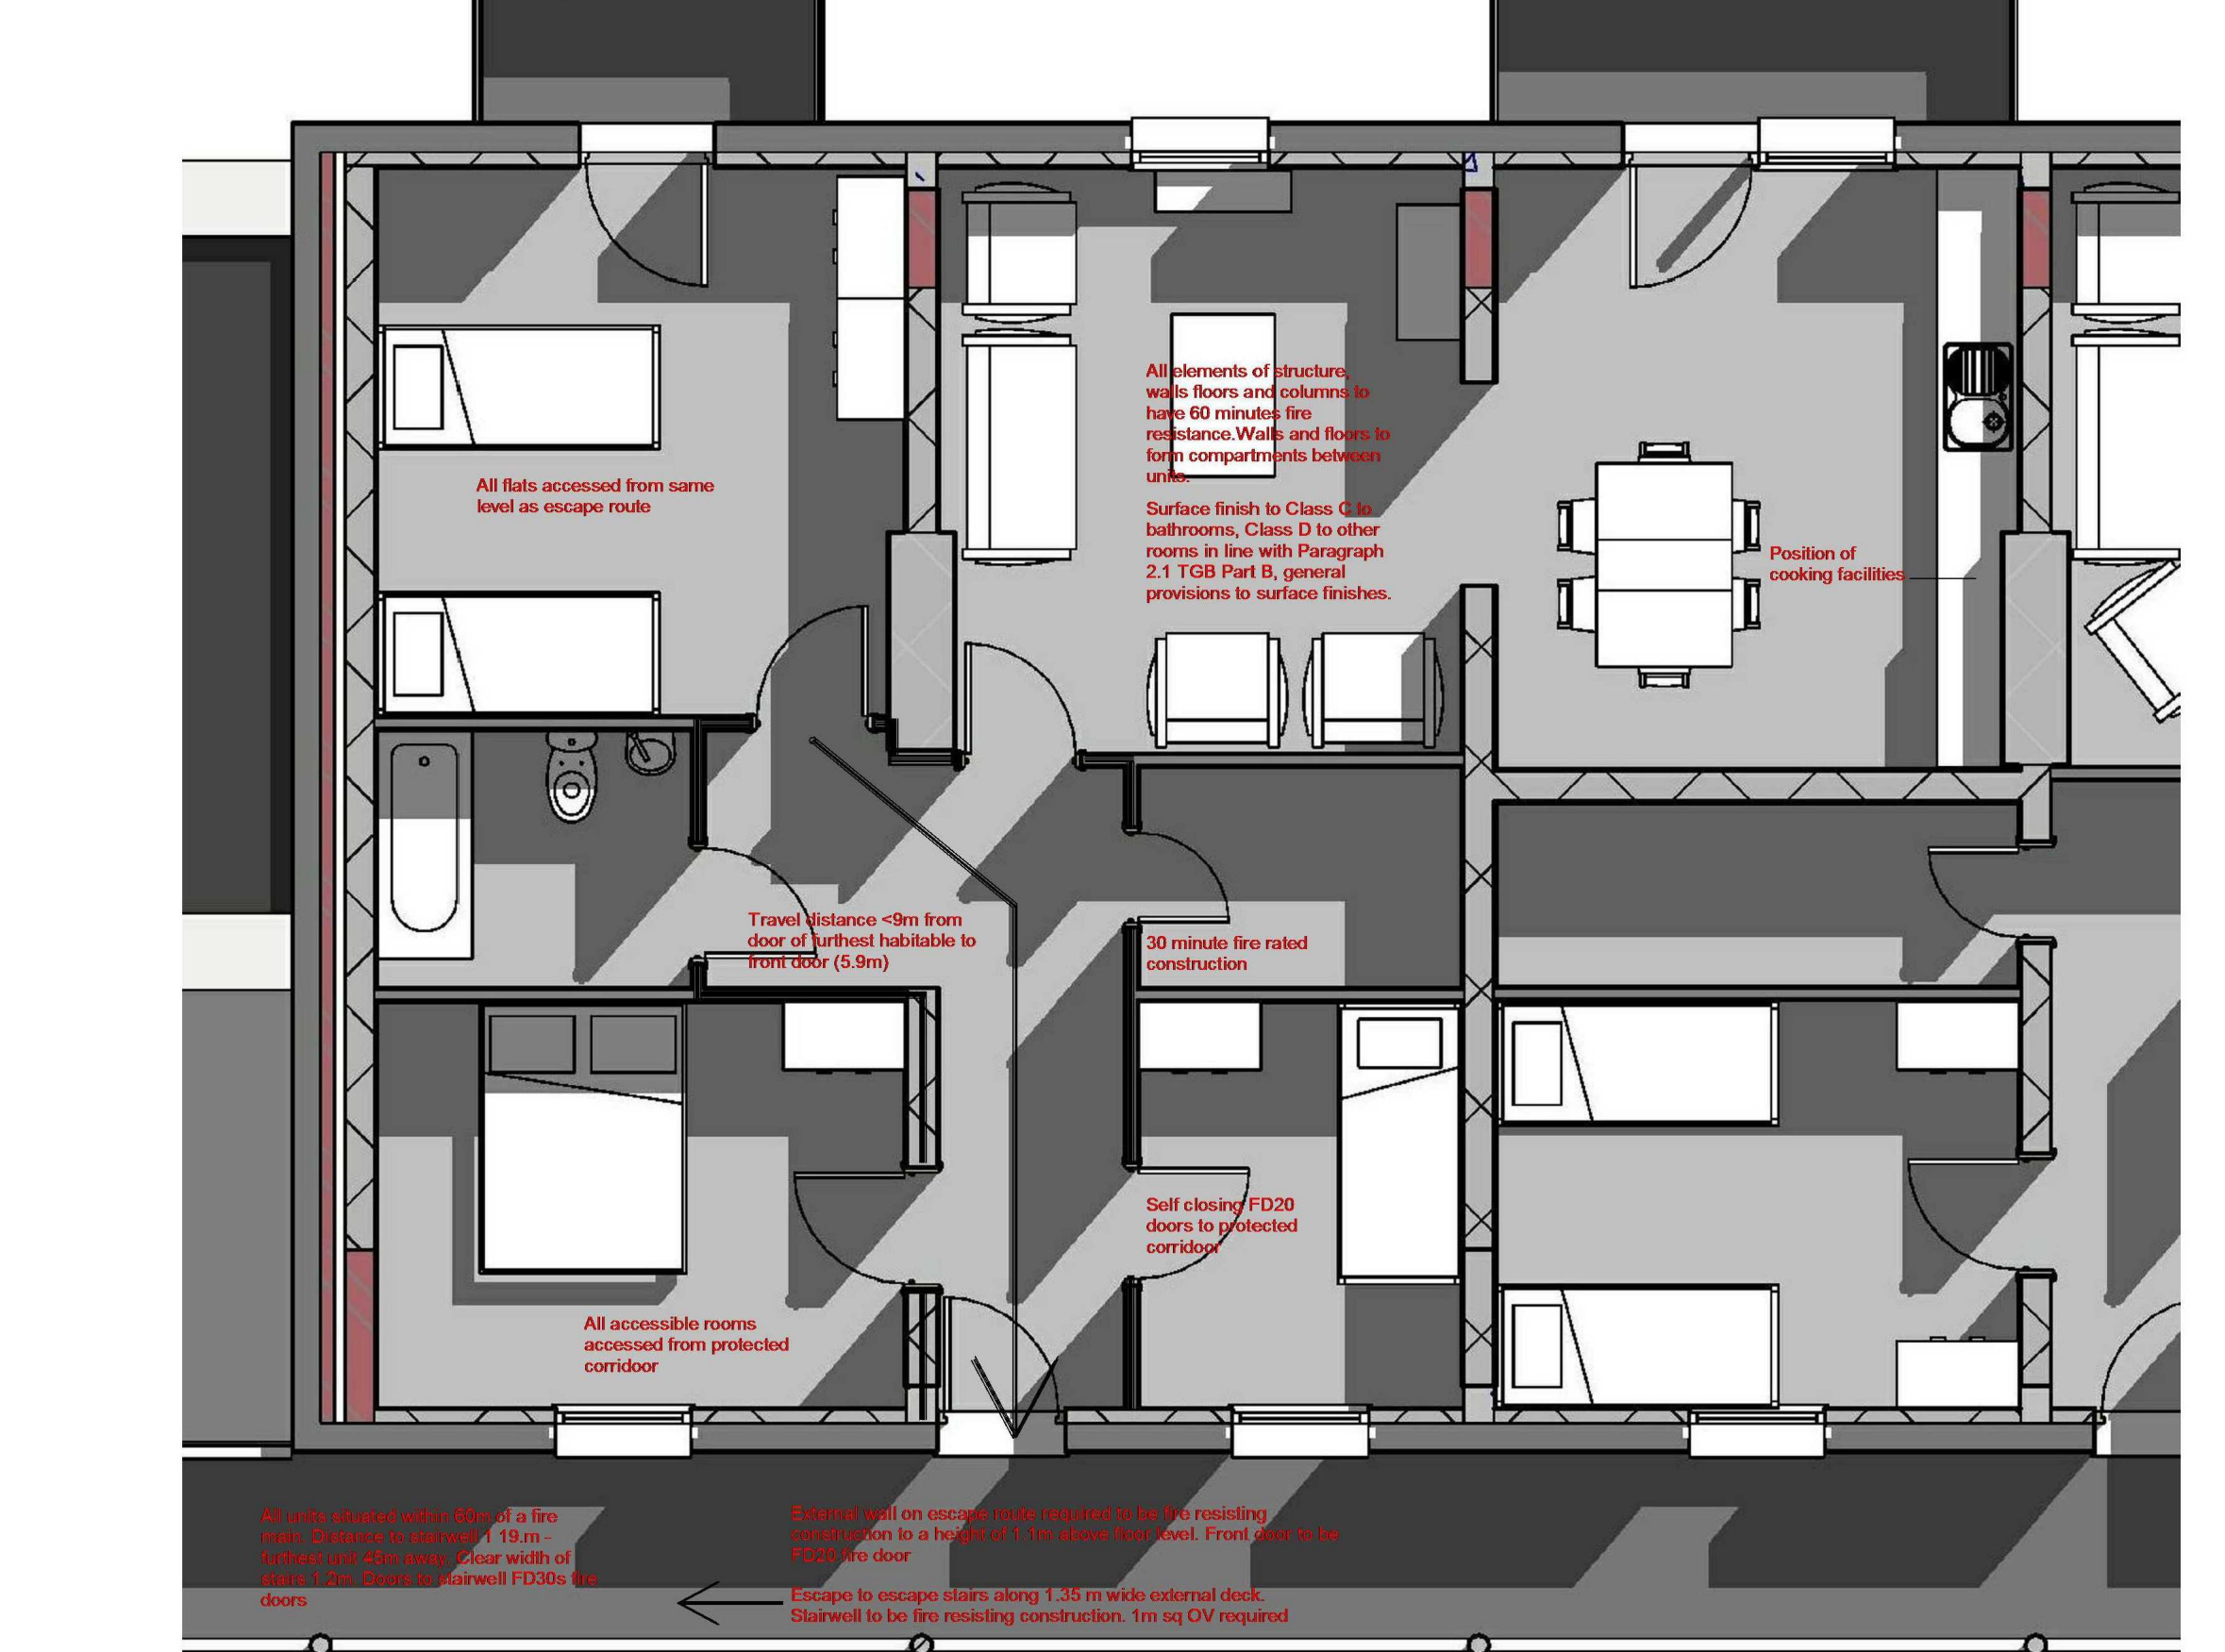 All elements of structure,
walls floors and columns to
have 60 minutes fire
resistance.Walls and floors to
form compartments between
units.
All flats accessed from same
level as escape route
Surface finish to Class C to
bathrooms, Class D to other
rooms in line with Paragraph
2.1 TGB Part B, general
provisions to surface finishes.
Position of
cooking facilities
Travel distance <9m from
door of furthest habitable to
front door (5.9m)
30 minute fire rated
construction
Self closing FD20
doors to protected
corridoor
All accessible rooms
accessed from protected
corridoor
All units situated within 60m of a fire
main. Distance to stairwell 1 19.m -
furthest unit 45m away. Clear width of
stairs 1.2m. Doors to stairwell FD30s fire
doors
External wall on escape route required to be fire resisting
construction to a height of 1.1m above floor level. Front door to be
FD20 fire door
Escape to escape stairs along 1.35 m wide external deck.
Stairwell to be fire resisting construction. 1m sq OV required